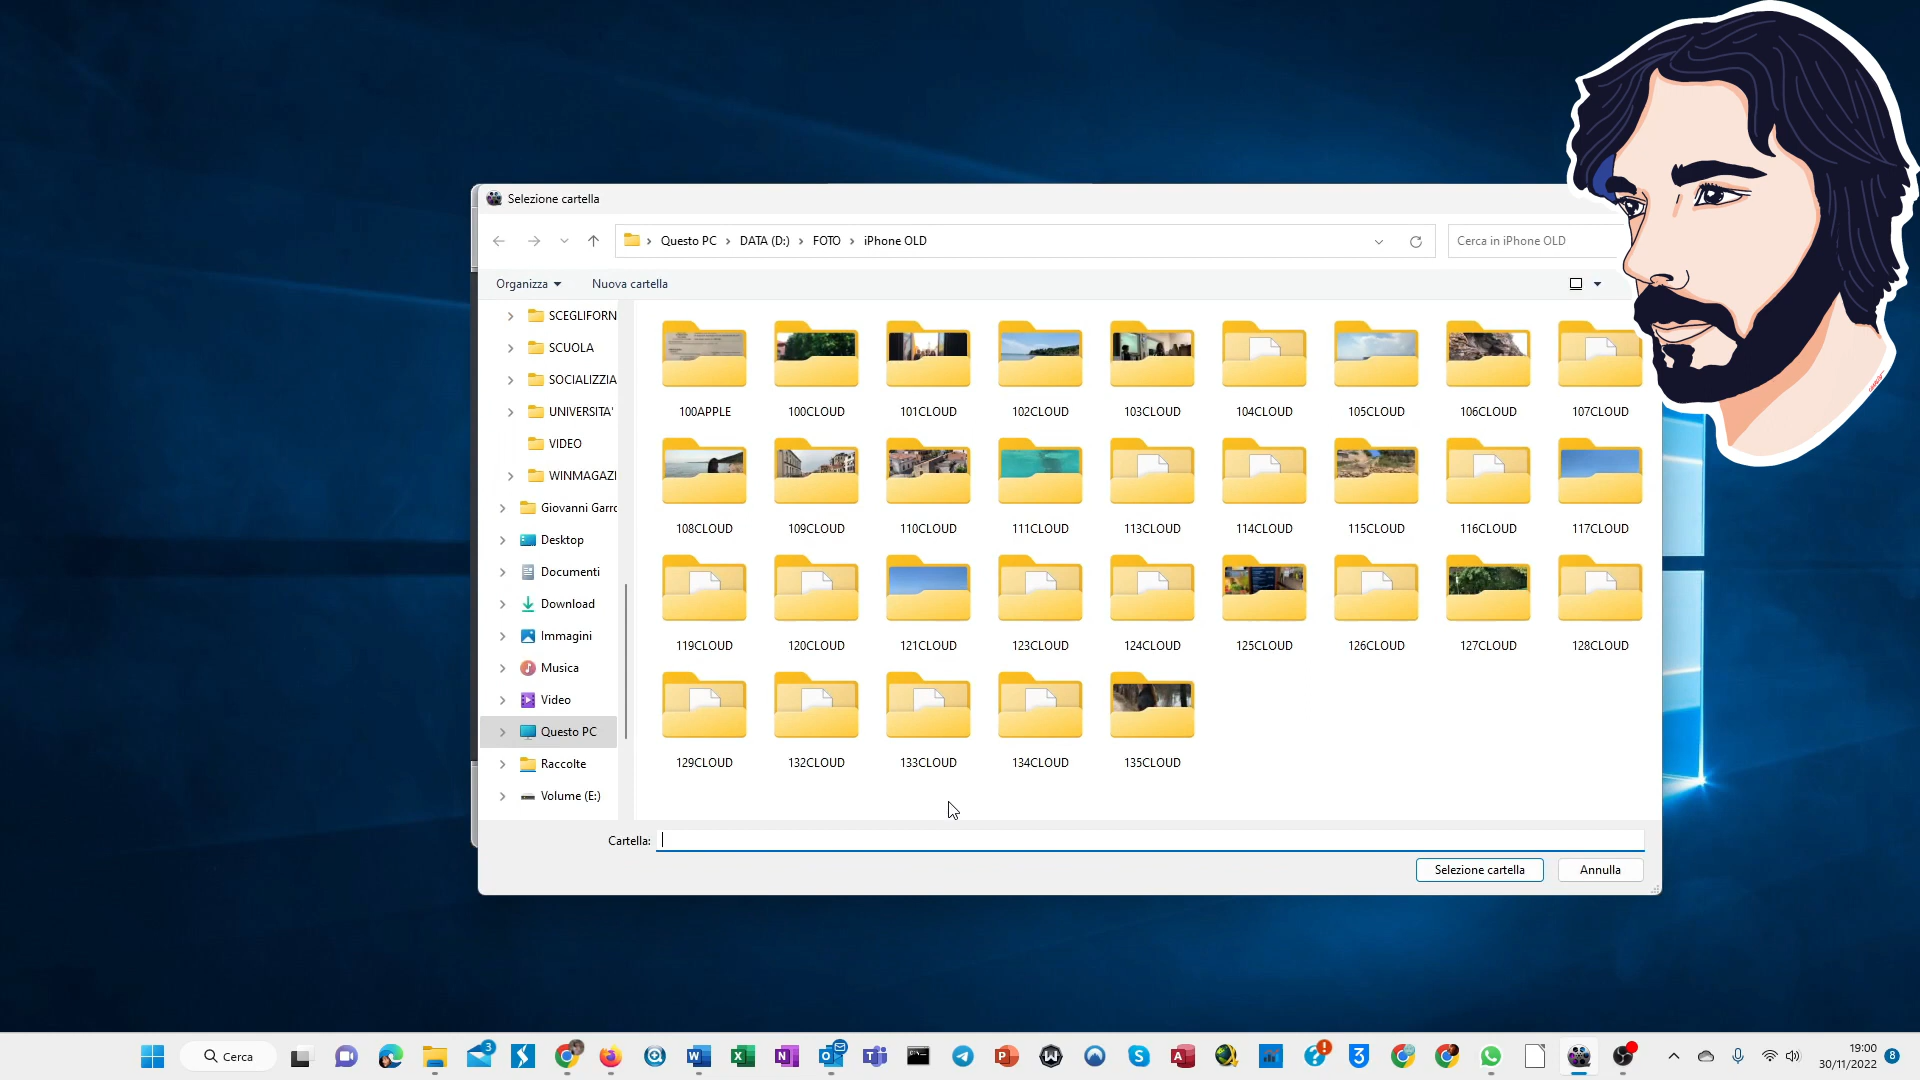 Selezione cartella
Questo PC > DATA (D:) > FOTO > iPhone OLD
Cerca in iPhone OLD
Organizza
Nuova cartella
SCEGLIFORN
SCUOLA
SOCIALIZZIA
UNIVERSITA'
VIDEO
WINMAGAZI
Giovanni Garro
Desktop
Documenti
Download
Immagini
Musica
Video
Questo PC
Raccolte
Volume (E:)
100APPLE 100CLOUD 101CLOUD 102CLOUD 103CLOUD 104CLOUD 105CLOUD 106CLOUD 107CLOUD
108CLOUD 109CLOUD 110CLOUD 111CLOUD 113CLOUD 114CLOUD 115CLOUD 116CLOUD 117CLOUD
119CLOUD 120CLOUD 121CLOUD 123CLOUD 124CLOUD 125CLOUD 126CLOUD 127CLOUD 128CLOUD
129CLOUD 132CLOUD 133CLOUD 134CLOUD 135CLOUD
Cartella:
Selezione cartella
Annulla
Cerca
3
19:00
30/11/2022
8